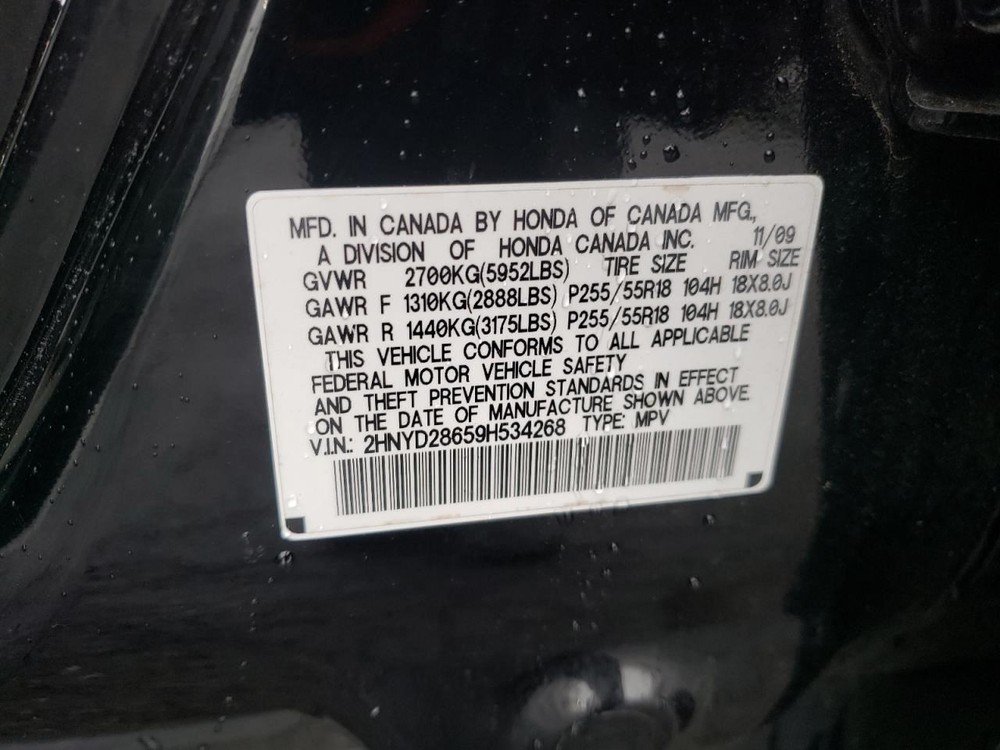 MFD. IN CANADA BY HONDA OF CANADA MFG.,
A DIVISION OF HONDA CANADA INC. 11/09
GVWR 2700KG(5952LBS) TIRE SIZE RIM SIZE
GAWR F 1310KG(2888LBS) P255/55R18 104H 18X8.0J
GAWR R 1440KG(3175LBS) P255/55R18 104H 18X8.0J
THIS VEHICLE CONFORMS TO ALL APPLICABLE
FEDERAL MOTOR VEHICLE SAFETY
AND THEFT PREVENTION STANDARDS IN EFFECT
ON THE DATE OF MANUFACTURE SHOWN ABOVE.
V.I.N.: 2HNYD28659H534268 TYPE: MPV